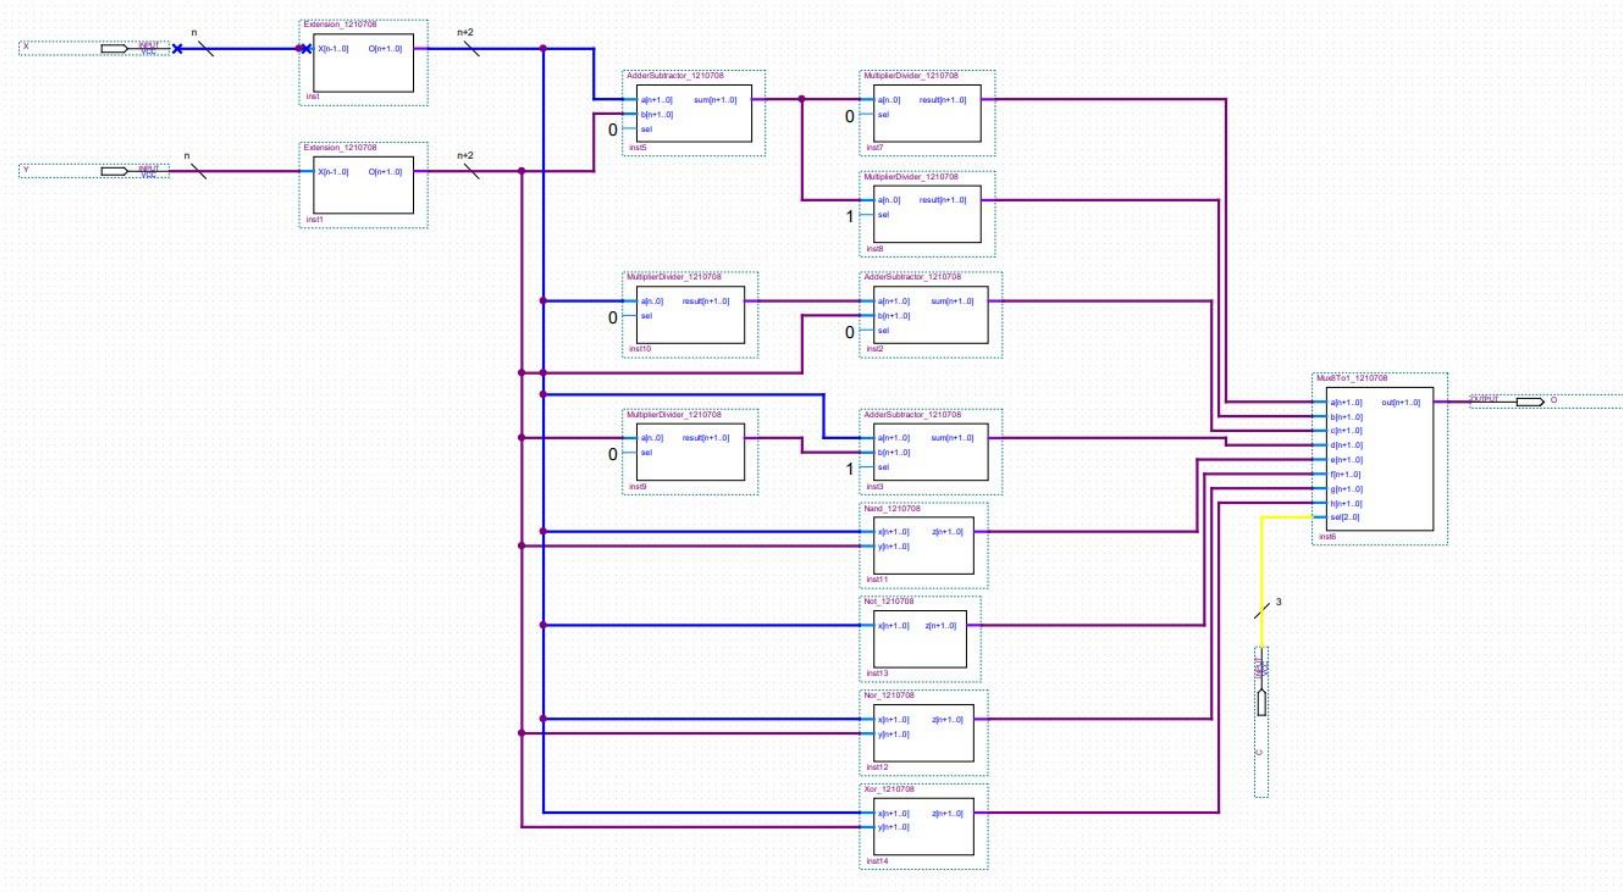 X
INPUT
VCC
n
Extension_1210708
X[n-1..0] O[n+1..0]
inst
n+2
Y
INPUT
VCC
n
Extension_1210708
X[n-1..0] O[n+1..0]
inst1
n+2
AdderSubtractor_1210708
a[n+1..0] sum[n+1..0]
b[n+1..0]
0 sel
inst5
MultiplierDivider_1210708
a[n..0] result[n+1..0]
0 sel
inst7
MultiplierDivider_1210708
a[n..0] result[n+1..0]
1 sel
inst8
MultiplierDivider_1210708
a[n..0] result[n+1..0]
0 sel
inst10
AdderSubtractor_1210708
a[n+1..0] sum[n+1..0]
b[n+1..0]
0 sel
inst2
MultiplierDivider_1210708
a[n..0] result[n+1..0]
0 sel
inst9
AdderSubtractor_1210708
a[n+1..0] sum[n+1..0]
b[n+1..0]
1 sel
inst3
Nand_1210708
x[n+1..0] z[n+1..0]
y[n+1..0]
inst11
Not_1210708
x[n+1..0] z[n+1..0]
inst13
Nor_1210708
x[n+1..0] z[n+1..0]
y[n+1..0]
inst12
Xor_1210708
x[n+1..0] z[n+1..0]
y[n+1..0]
inst14
Mux8To1_1210708
a[n+1..0] out[n+1..0]
b[n+1..0]
c[n+1..0]
d[n+1..0]
e[n+1..0]
f[n+1..0]
g[n+1..0]
h[n+1..0]
sel[2..0]
inst6
OUTPUT
O
3
INPUT
VCC
C